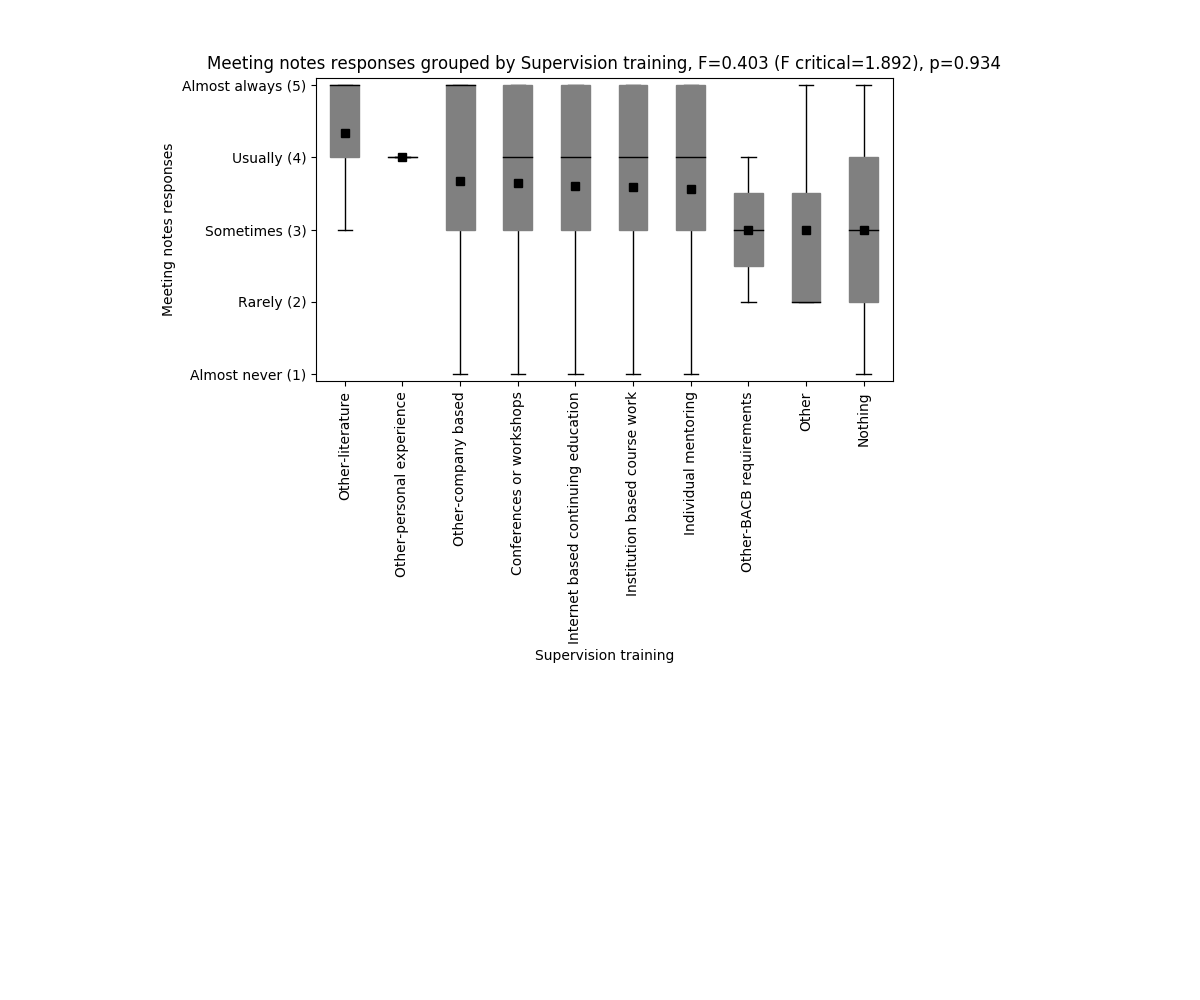 Meeting notes responses grouped by Supervision training, F=0.403 (F critical=1.892), p=0.934
Meeting notes responses
Almost always (5)
Usually (4)
Sometimes (3)
Rarely (2)
Almost never (1)
Other-literature
Other-personal experience
Other-company based
Conferences or workshops
Internet based continuing education
Institution based course work
Individual mentoring
Other-BACB requirements
Other
Nothing
Supervision training